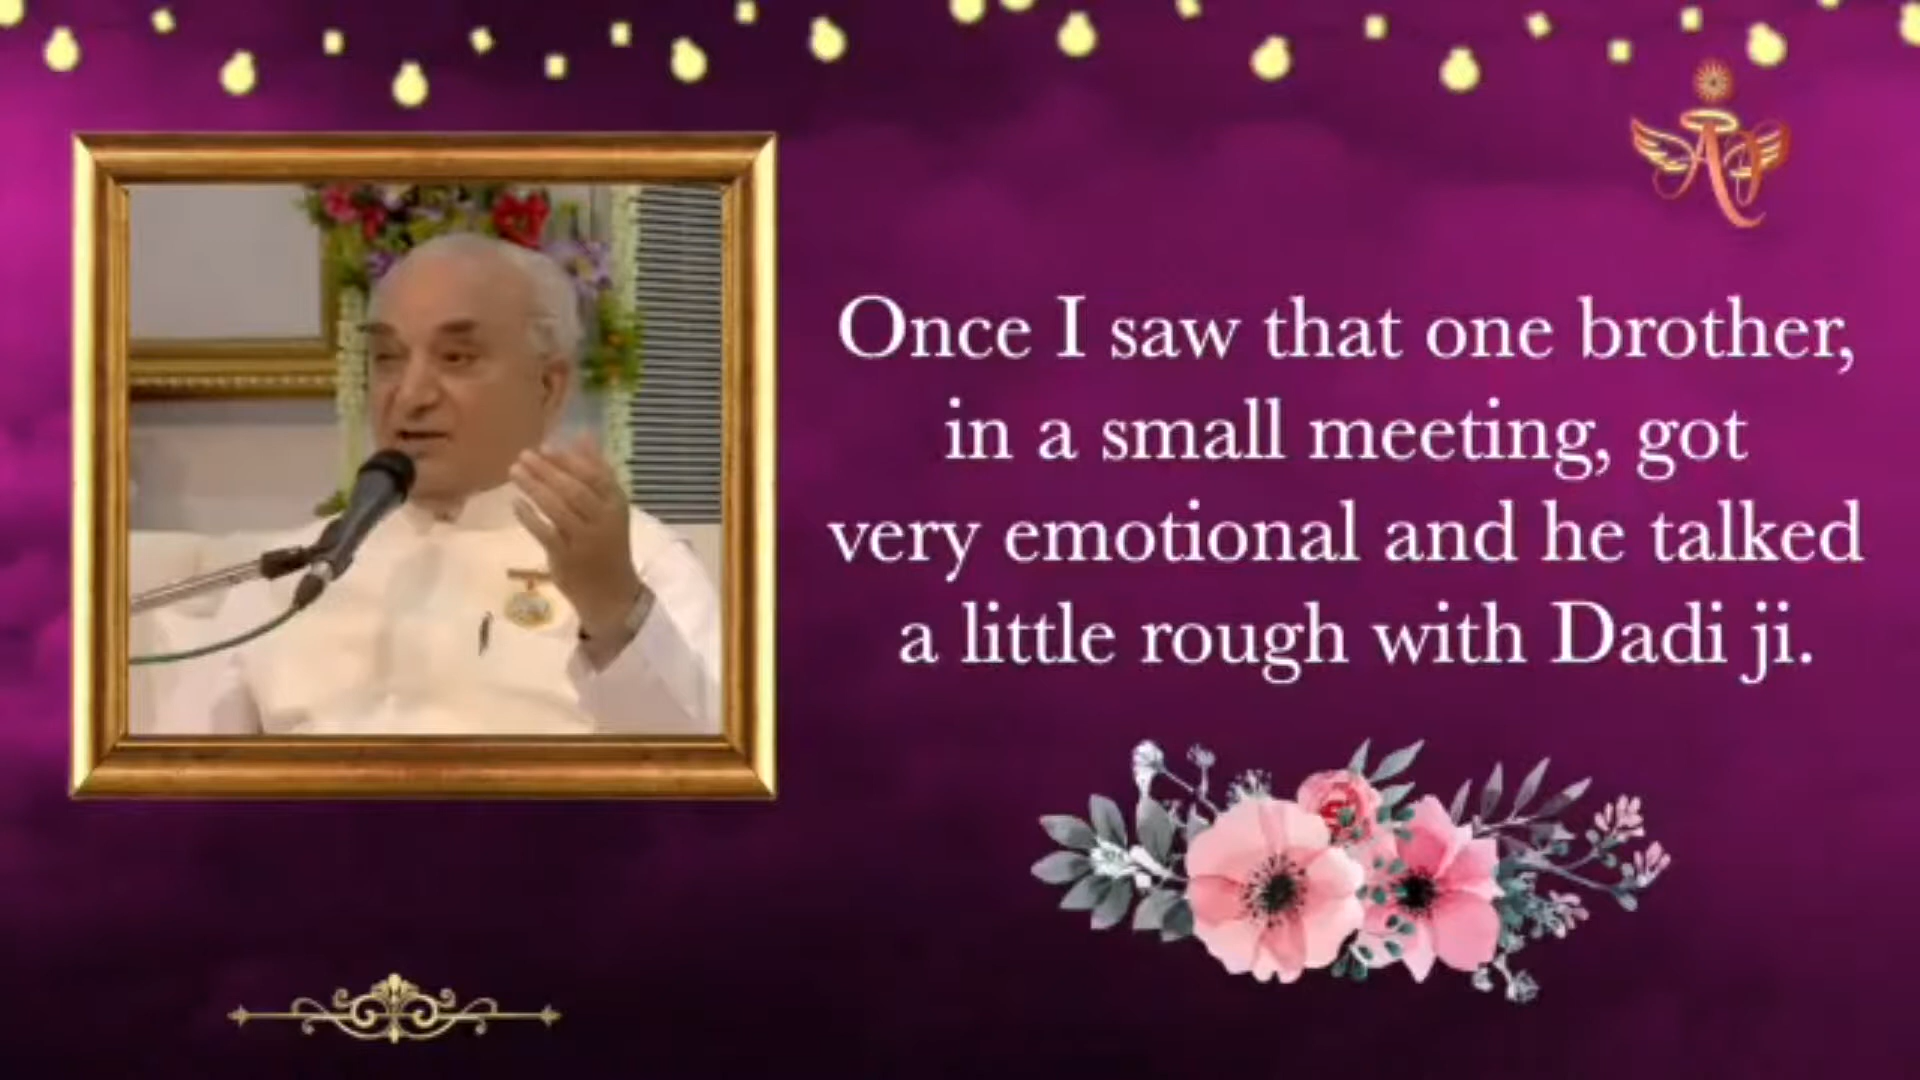 Once I saw that one brother,
in a small meeting, got
very emotional and he talked
a little rough with Dadi ji.